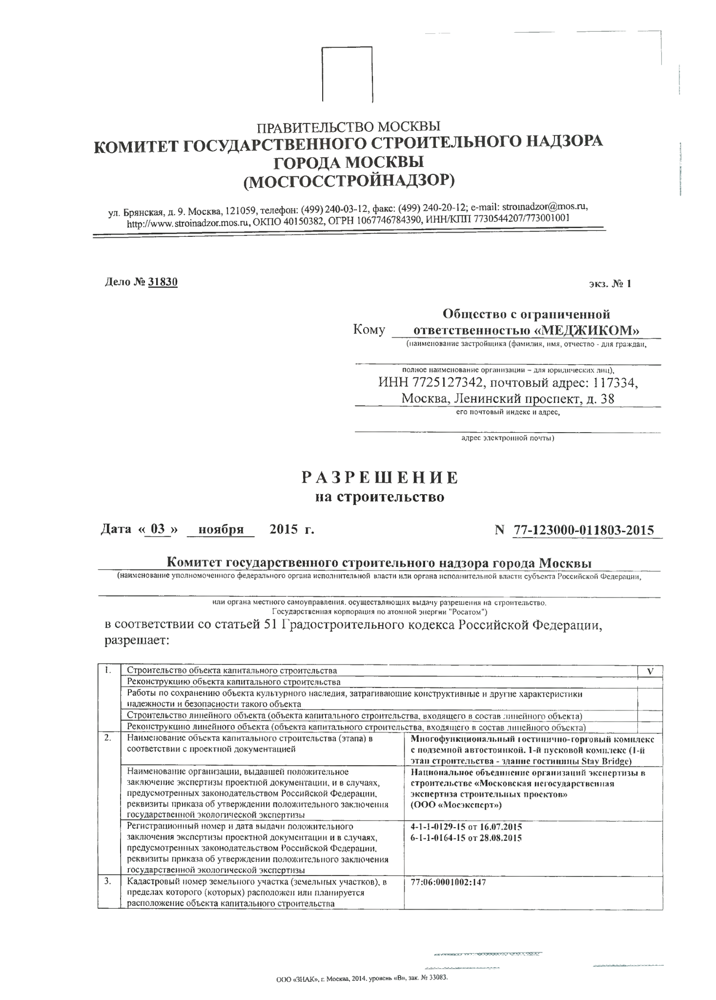 ПРАВИТЕЛЬСТВО МОСКВЫ
КОМИТЕТ ГОСУДАРСТВЕННОГО СТРОИТЕЛЬНОГО НАДЗОРА
ГОРОДА МОСКВЫ
(МОСГОССТРОЙНАДЗОР)
ул. Брянская, д. 9. Москва, 121059, телефон: (499) 240-03-12, факс: (499) 240-20-12; e-mail: stroinadzor@mos.ru,
http://www.stroinadzor.mos.ru, ОКПО 40150382, ОГРН 1067746784390, ИНН/КПП 7730544207/773001001
Дело № 31830
экз. № 1
Общество с ограниченной
Кому ответственностью «МЕДЖИКОМ»
(наименование застройщика (фамилия, имя, отчество - для граждан,
полное наименование организации – для юридических лиц),
ИНН 7725127342, почтовый адрес: 117334,
Москва, Ленинский проспект, д. 38
его почтовый индекс и адрес,
адрес электронной почты)
РАЗРЕШЕНИЕ
на строительство
Дата « 03 » ноября 2015 г.
N 77-123000-011803-2015
Комитет государственного строительного надзора города Москвы
(наименование уполномоченного федерального органа исполнительной власти или органа исполнительной власти субъекта Российской Федерации,
или органа местного самоуправления, осуществляющих выдачу разрешения на строительство.
Государственная корпорация по атомной энергии "Росатом")
в соответствии со статьей 51 Градостроительного кодекса Российской Федерации,
разрешает:
1. Строительство объекта капитального строительства V
Реконструкцию объекта капитального строительства
Работы по сохранению объекта культурного наследия, затрагивающие конструктивные и другие характеристики
надежности и безопасности такого объекта
Строительство линейного объекта (объекта капитального строительства, входящего в состав линейного объекта)
Реконструкцию линейного объекта (объекта капитального строительства, входящего в состав линейного объекта)
2. Наименование объекта капитального строительства (этапа) в
соответствии с проектной документацией
Многофункциональный гостинично-торговый комплекс
с подземной автостоянкой. 1-й пусковой комплекс (1-й
этап строительства - здание гостиницы Stay Bridge)
Наименование организации, выдавшей положительное
заключение экспертизы проектной документации, и в случаях,
предусмотренных законодательством Российской Федерации,
реквизиты приказа об утверждении положительного заключения
государственной экологической экспертизы
Национальное объединение организаций экспертизы в
строительстве «Московская негосударственная
экспертиза строительных проектов»
(ООО «Мосэксперт»)
Регистрационный номер и дата выдачи положительного
заключения экспертизы проектной документации и в случаях,
предусмотренных законодательством Российской Федерации,
реквизиты приказа об утверждении положительного заключения
государственной экологической экспертизы
4-1-1-0129-15 от 16.07.2015
6-1-1-0164-15 от 28.08.2015
3. Кадастровый номер земельного участка (земельных участков), в
пределах которого (которых) расположен или планируется
расположение объекта капитального строительства
77:06:0001002:147
ООО «ЗНАК», г. Москва, 2014, уровень «В», зак. № 33083.